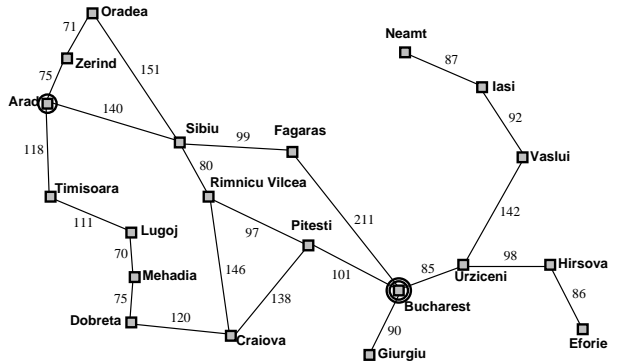 Oradea
71
Neamt
87
Zerind
75
151
Iasi
Arad
140
92
Sibiu
Fagaras
99
118
Vaslui
80
Timisoara
Rimnicu Vilcea
111
Lugoj
97
Pitesti
211
142
70
146
101
85
98
Hirsova
Mehadia
Urziceni
75
138
86
Bucharest
Dobreta
120
90
Craiova
Eforie
Giurgiu